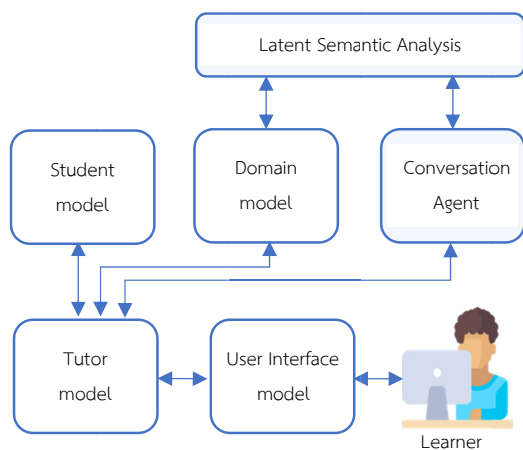 Latent Semantic Analysis
Student
model
Domain
model
Conversation
Agent
Tutor
model
User Interface
model
Learner